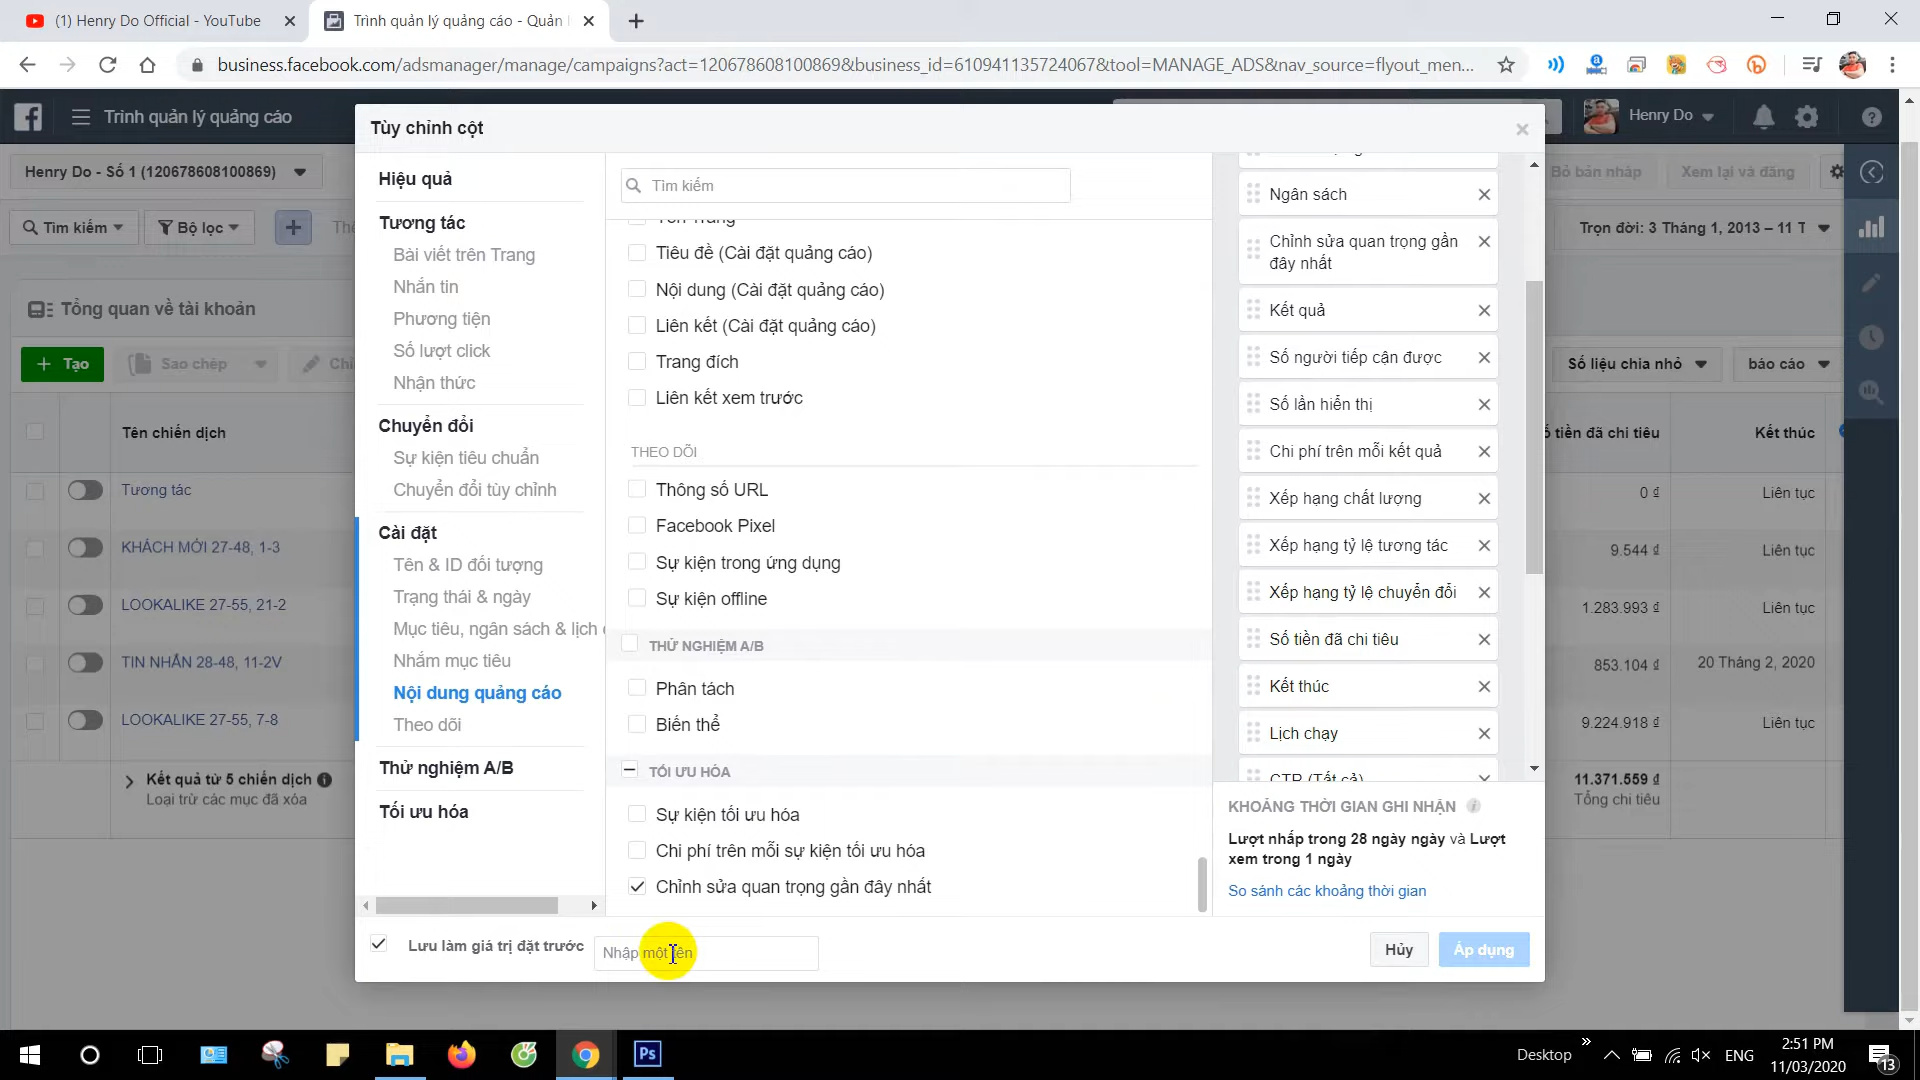 (1) Henry Do Official - YouTube
Trình quản lý quảng cáo - Quản
business.facebook.com/adsmanager/manage/campaigns?act=120678608100869&business_id=610941135724067&tool=MANAGE_ADS&nav_source=flyout_men...
Trình quản lý quảng cáo
Henry Do
Henry Do - Số 1 (120678608100869)
Bỏ bản nháp
Xem lại và đăng
Tìm kiếm
Bộ lọc
Trọn đời: 3 Tháng 1, 2013 – 11 T
Tổng quan về tài khoản
Tạo
Sao chép
Số liệu chia nhỏ
báo cáo
Tên chiến dịch
tiền đã chi tiêu
Kết thúc
Tương tác
0 đ
Liên tục
KHÁCH MỚI 27-48, 1-3
9.544 đ
Liên tục
LOOKALIKE 27-55, 21-2
1.283.993 đ
Liên tục
TIN NHẮN 28-48, 11-2V
853.104 đ
20 Tháng 2, 2020
LOOKALIKE 27-55, 7-8
9.224.918 đ
Liên tục
Kết quả từ 5 chiến dịch
Loại trừ các mục đã xóa
11.371.559 đ
Tổng chi tiêu
Tùy chỉnh cột
Hiệu quả
Tương tác
Bài viết trên Trang
Nhắn tin
Phương tiện
Số lượt click
Nhận thức
Chuyển đổi
Sự kiện tiêu chuẩn
Chuyển đổi tùy chỉnh
Cài đặt
Tên & ID đối tượng
Trạng thái & ngày
Mục tiêu, ngân sách & lịch
Nhắm mục tiêu
Nội dung quảng cáo
Theo dõi
Thử nghiệm A/B
Tối ưu hóa
Tìm kiếm
Tên Trang
Tiêu đề (Cài đặt quảng cáo)
Nội dung (Cài đặt quảng cáo)
Liên kết (Cài đặt quảng cáo)
Trang đích
Liên kết xem trước
THEO DÕI
Thông số URL
Facebook Pixel
Sự kiện trong ứng dụng
Sự kiện offline
THỬ NGHIỆM A/B
Phân tách
Biến thể
TỐI ƯU HÓA
Sự kiện tối ưu hóa
Chi phí trên mỗi sự kiện tối ưu hóa
Chỉnh sửa quan trọng gần đây nhất
Ngân sách
Chỉnh sửa quan trọng gần
đây nhất
Kết quả
Số người tiếp cận được
Số lần hiển thị
Chi phí trên mỗi kết quả
Xếp hạng chất lượng
Xếp hạng tỷ lệ tương tác
Xếp hạng tỷ lệ chuyển đổi
Số tiền đã chi tiêu
Kết thúc
Lịch chạy
CTR (Tất cả)
KHOẢNG THỜI GIAN GHI NHẬN
Lượt nhấp trong 28 ngày ngày và Lượt
xem trong 1 ngày
So sánh các khoảng thời gian
Lưu làm giá trị đặt trước
Nhập một tên
Hủy
Áp dụng
Ps
Desktop
ENG
2:51 PM
11/03/2020
13